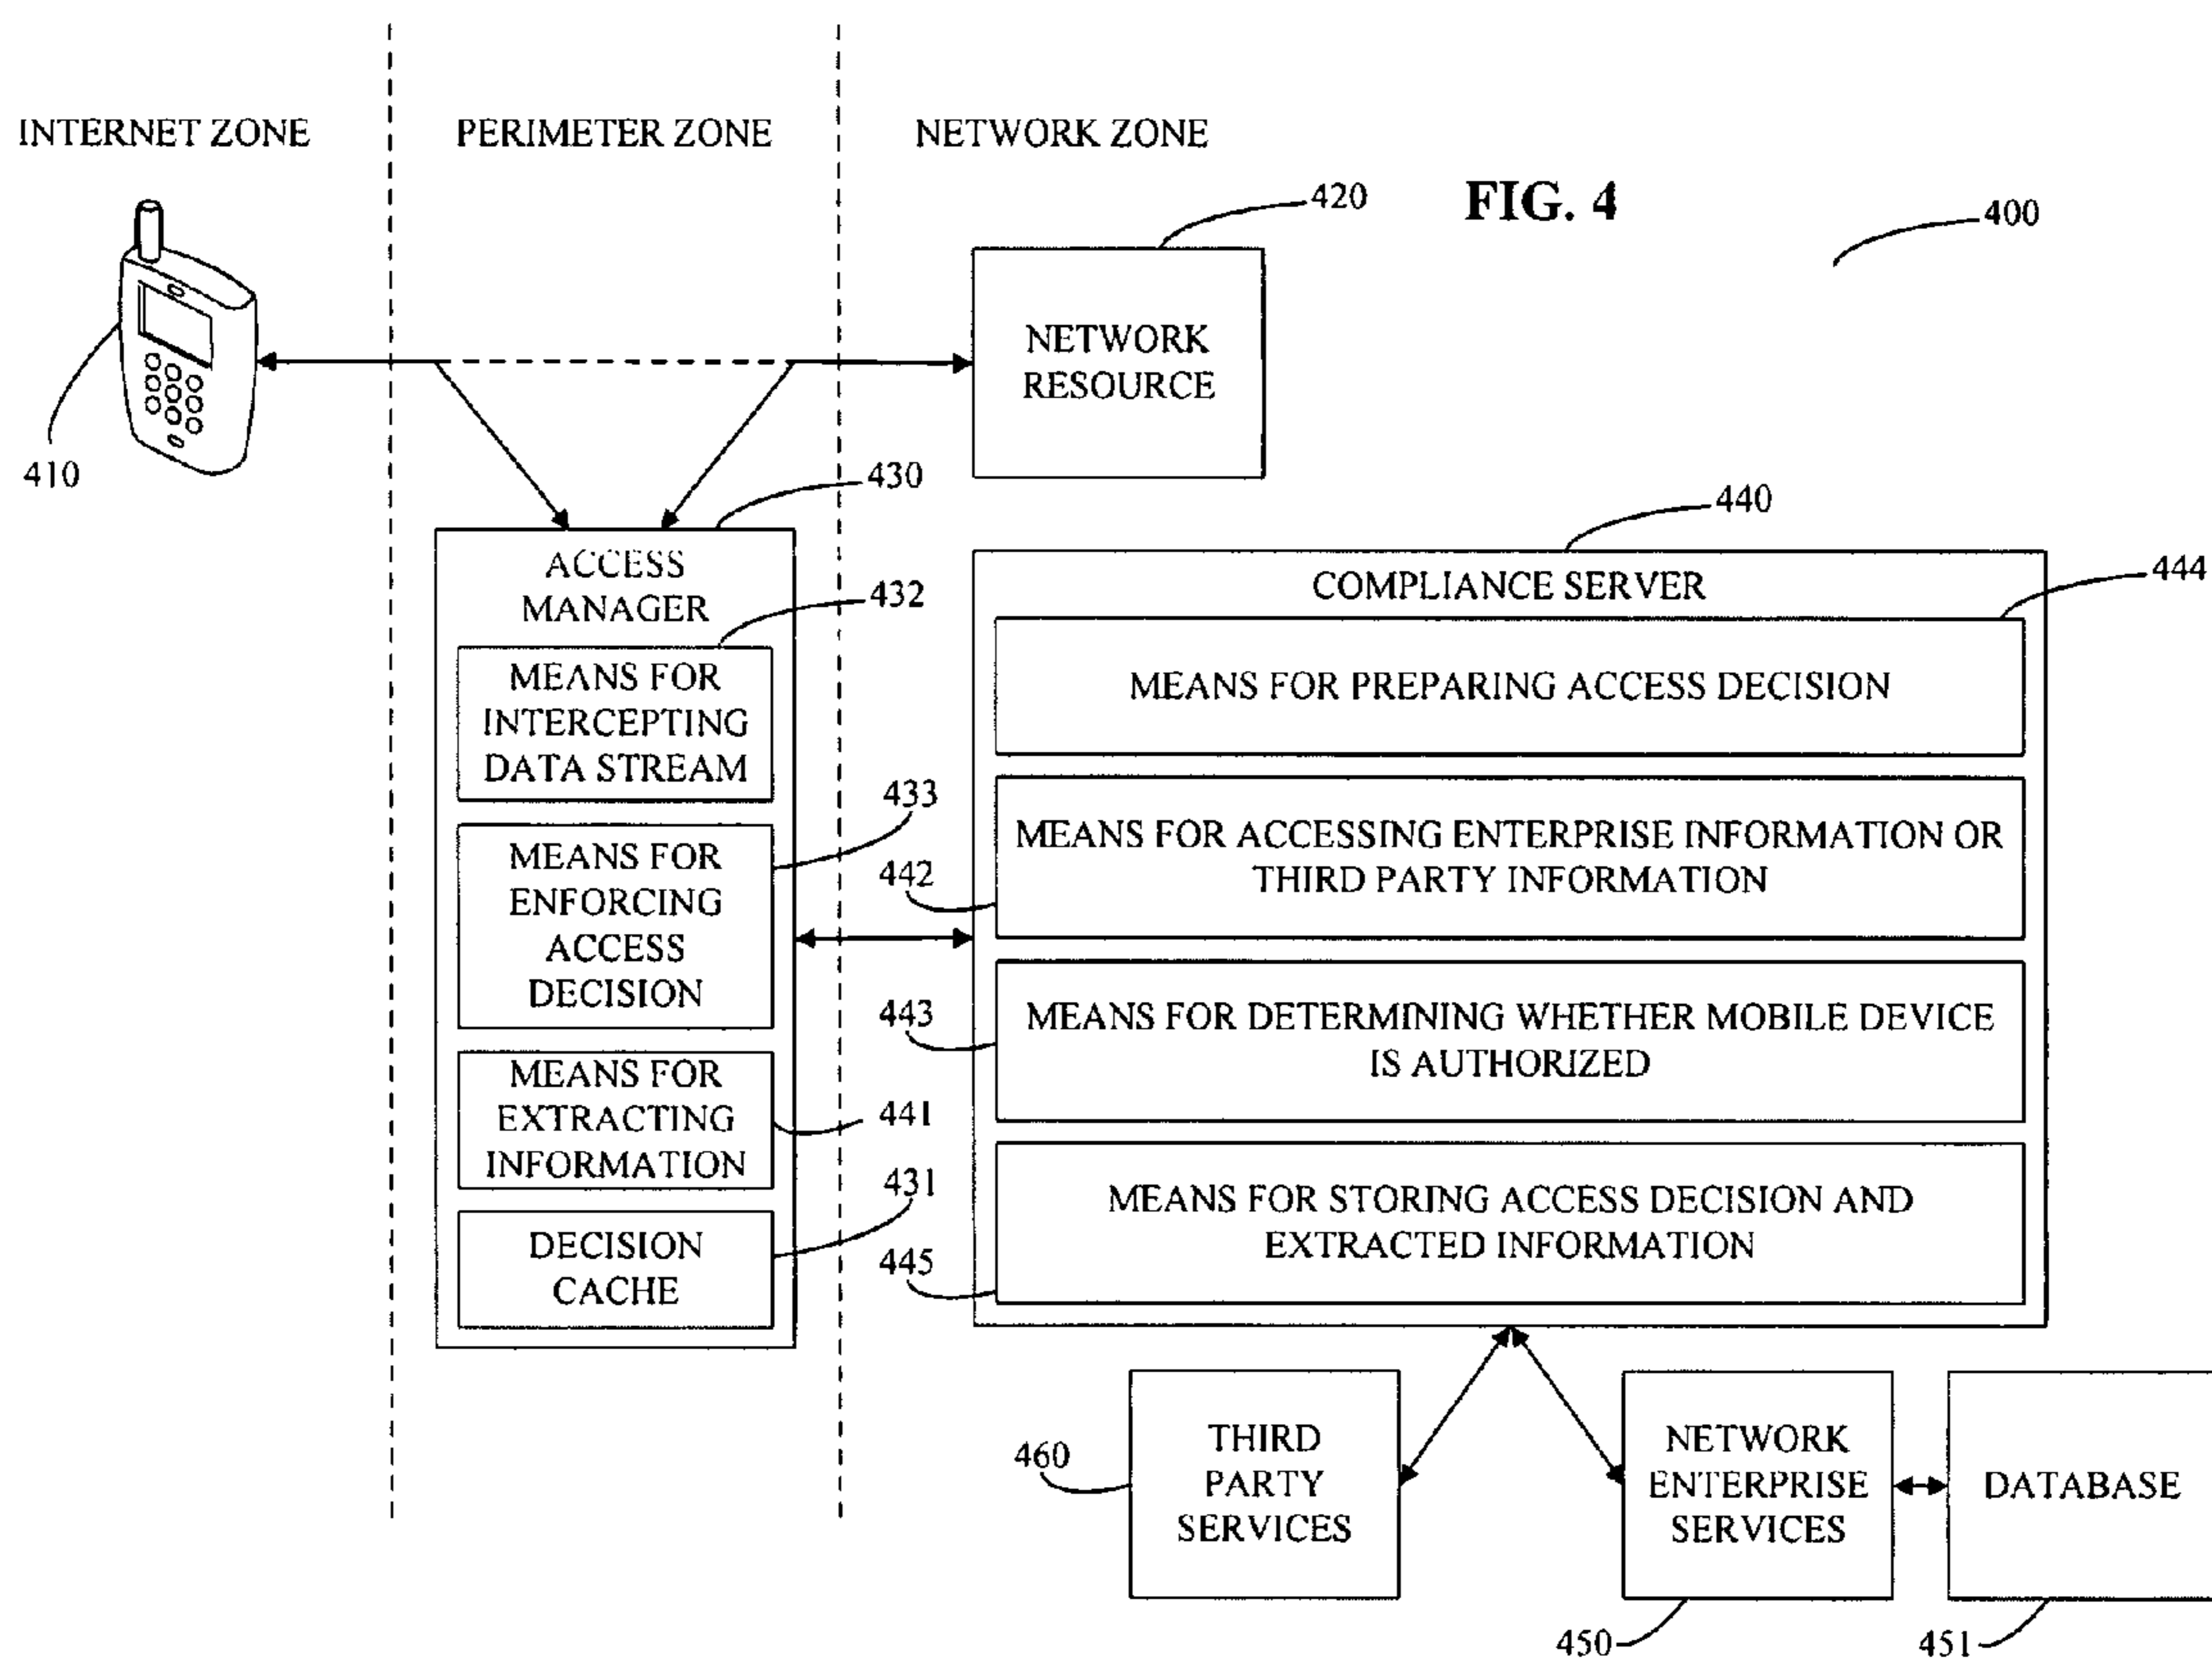 INTERNET ZONE
PERIMETER ZONE
NETWORK ZONE
FIG. 4
400
420
NETWORK
RESOURCE
410
430
ACCESS
MANAGER
432
MEANS FOR
INTERCEPTING
DATA STREAM
433
MEANS FOR
ENFORCING
ACCESS
DECISION
MEANS FOR
EXTRACTING
INFORMATION
441
431
DECISION
CACHE
440
COMPLIANCE SERVER
444
MEANS FOR PREPARING ACCESS DECISION
MEANS FOR ACCESSING ENTERPRISE INFORMATION OR
THIRD PARTY INFORMATION
442
443
MEANS FOR DETERMINING WHETHER MOBILE DEVICE
IS AUTHORIZED
MEANS FOR STORING ACCESS DECISION AND
EXTRACTED INFORMATION
445
460
THIRD
PARTY
SERVICES
NETWORK
ENTERPRISE
SERVICES
DATABASE
450
451